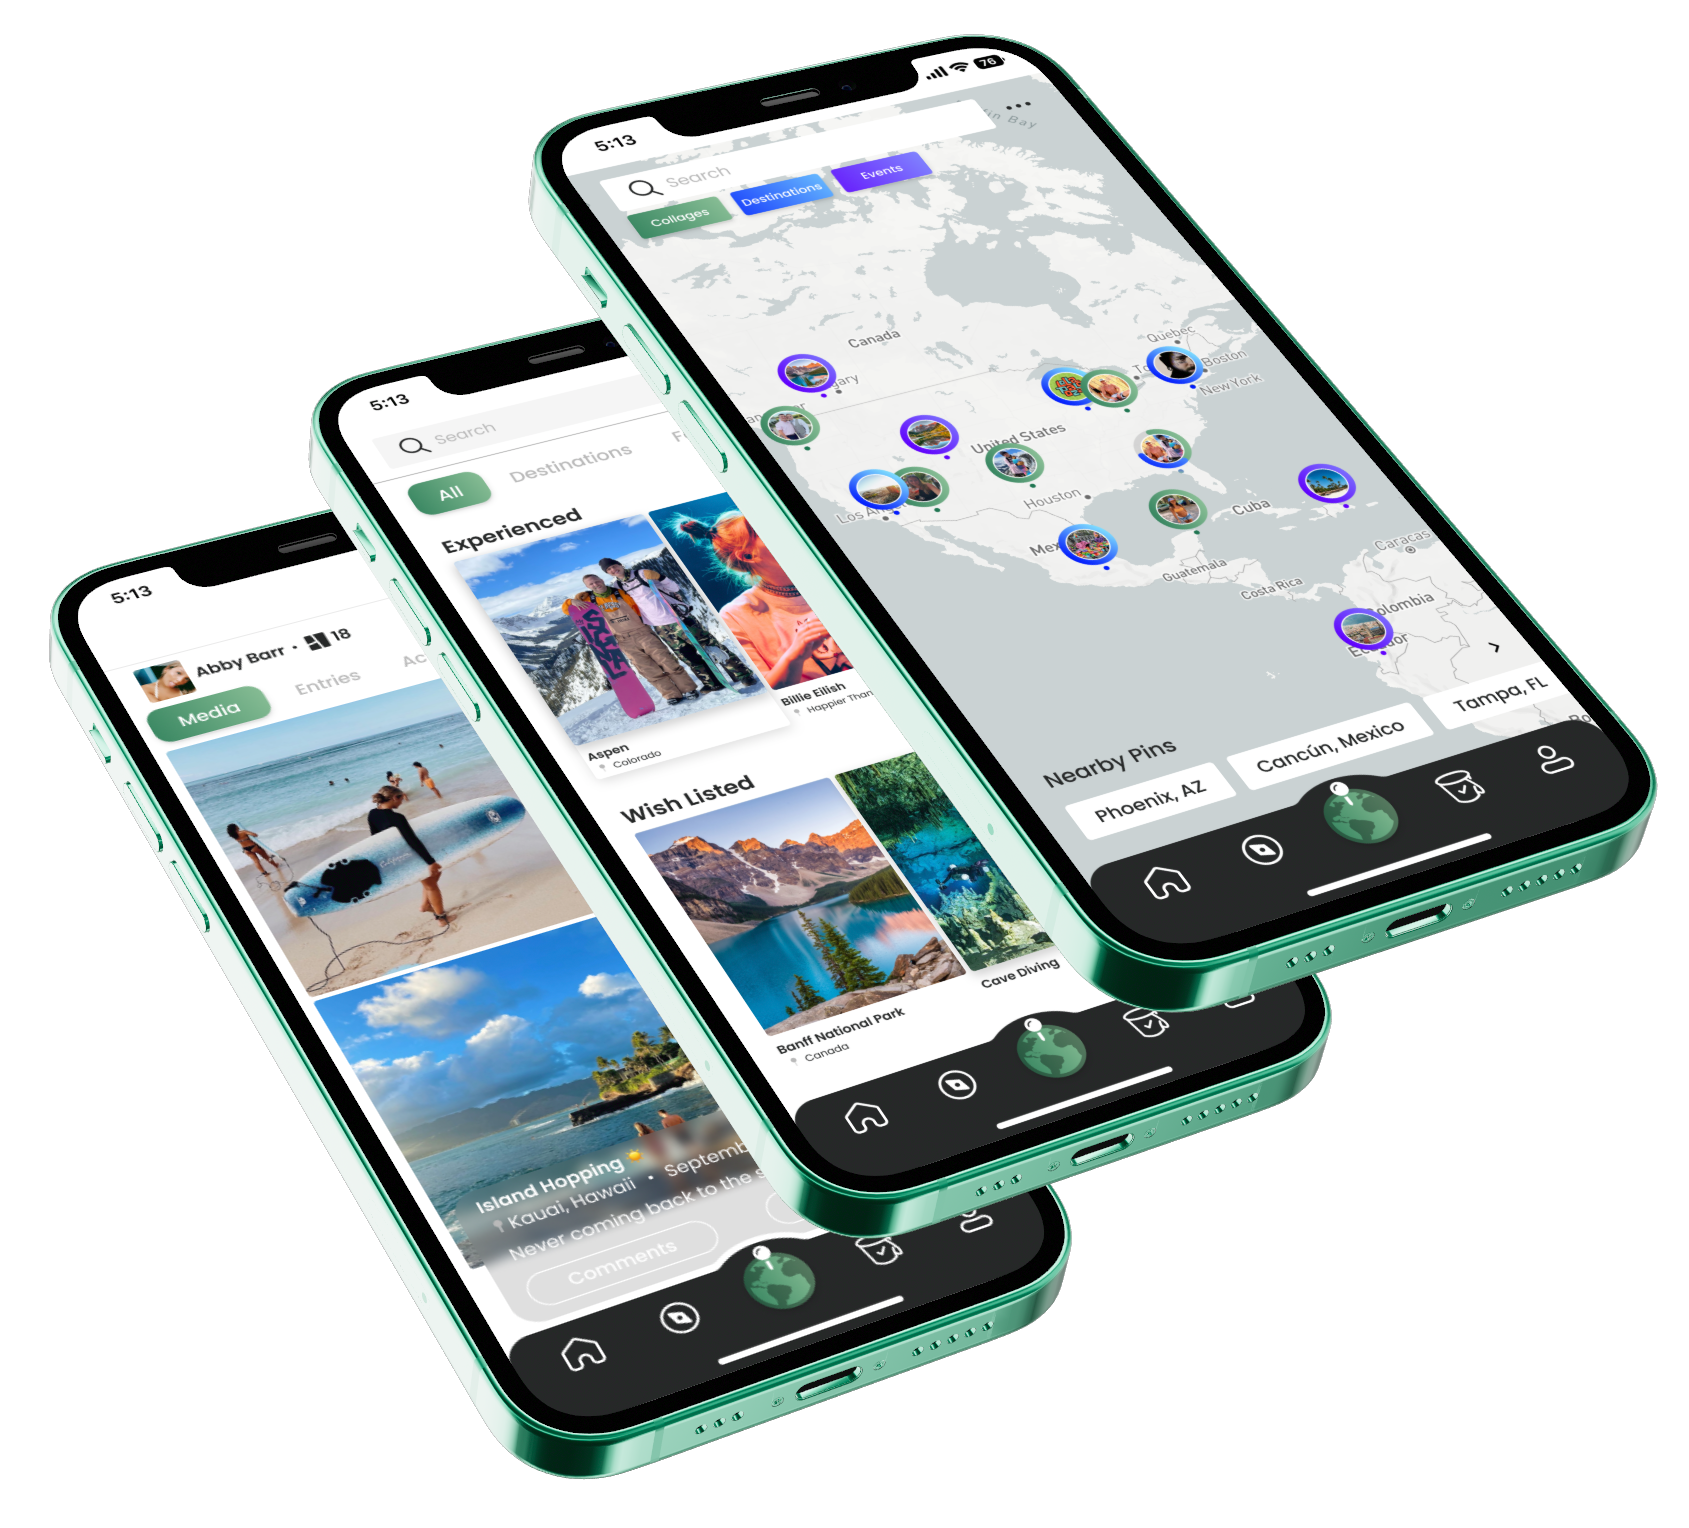 5:13
Abby Barr • 18
Media
Entries
Island Hopping
Kauai, Hawaii •
Never coming back to the
Comments
5:13
Search
All
Destinations
Experienced
Aspen
Colorado
Billie Eilish
Happier Than
Wish Listed
Banff National Park
Canada
Cave Diving
5:13
76
Search
Collages
Destinations
Events
Bay
Canada
Québec
Boston
New York
United States
Houston
Cuba
Guatemala
Costa Rica
Caracas
Nearby Pins
Phoenix, AZ
Cancún, Mexico
Tampa, FL